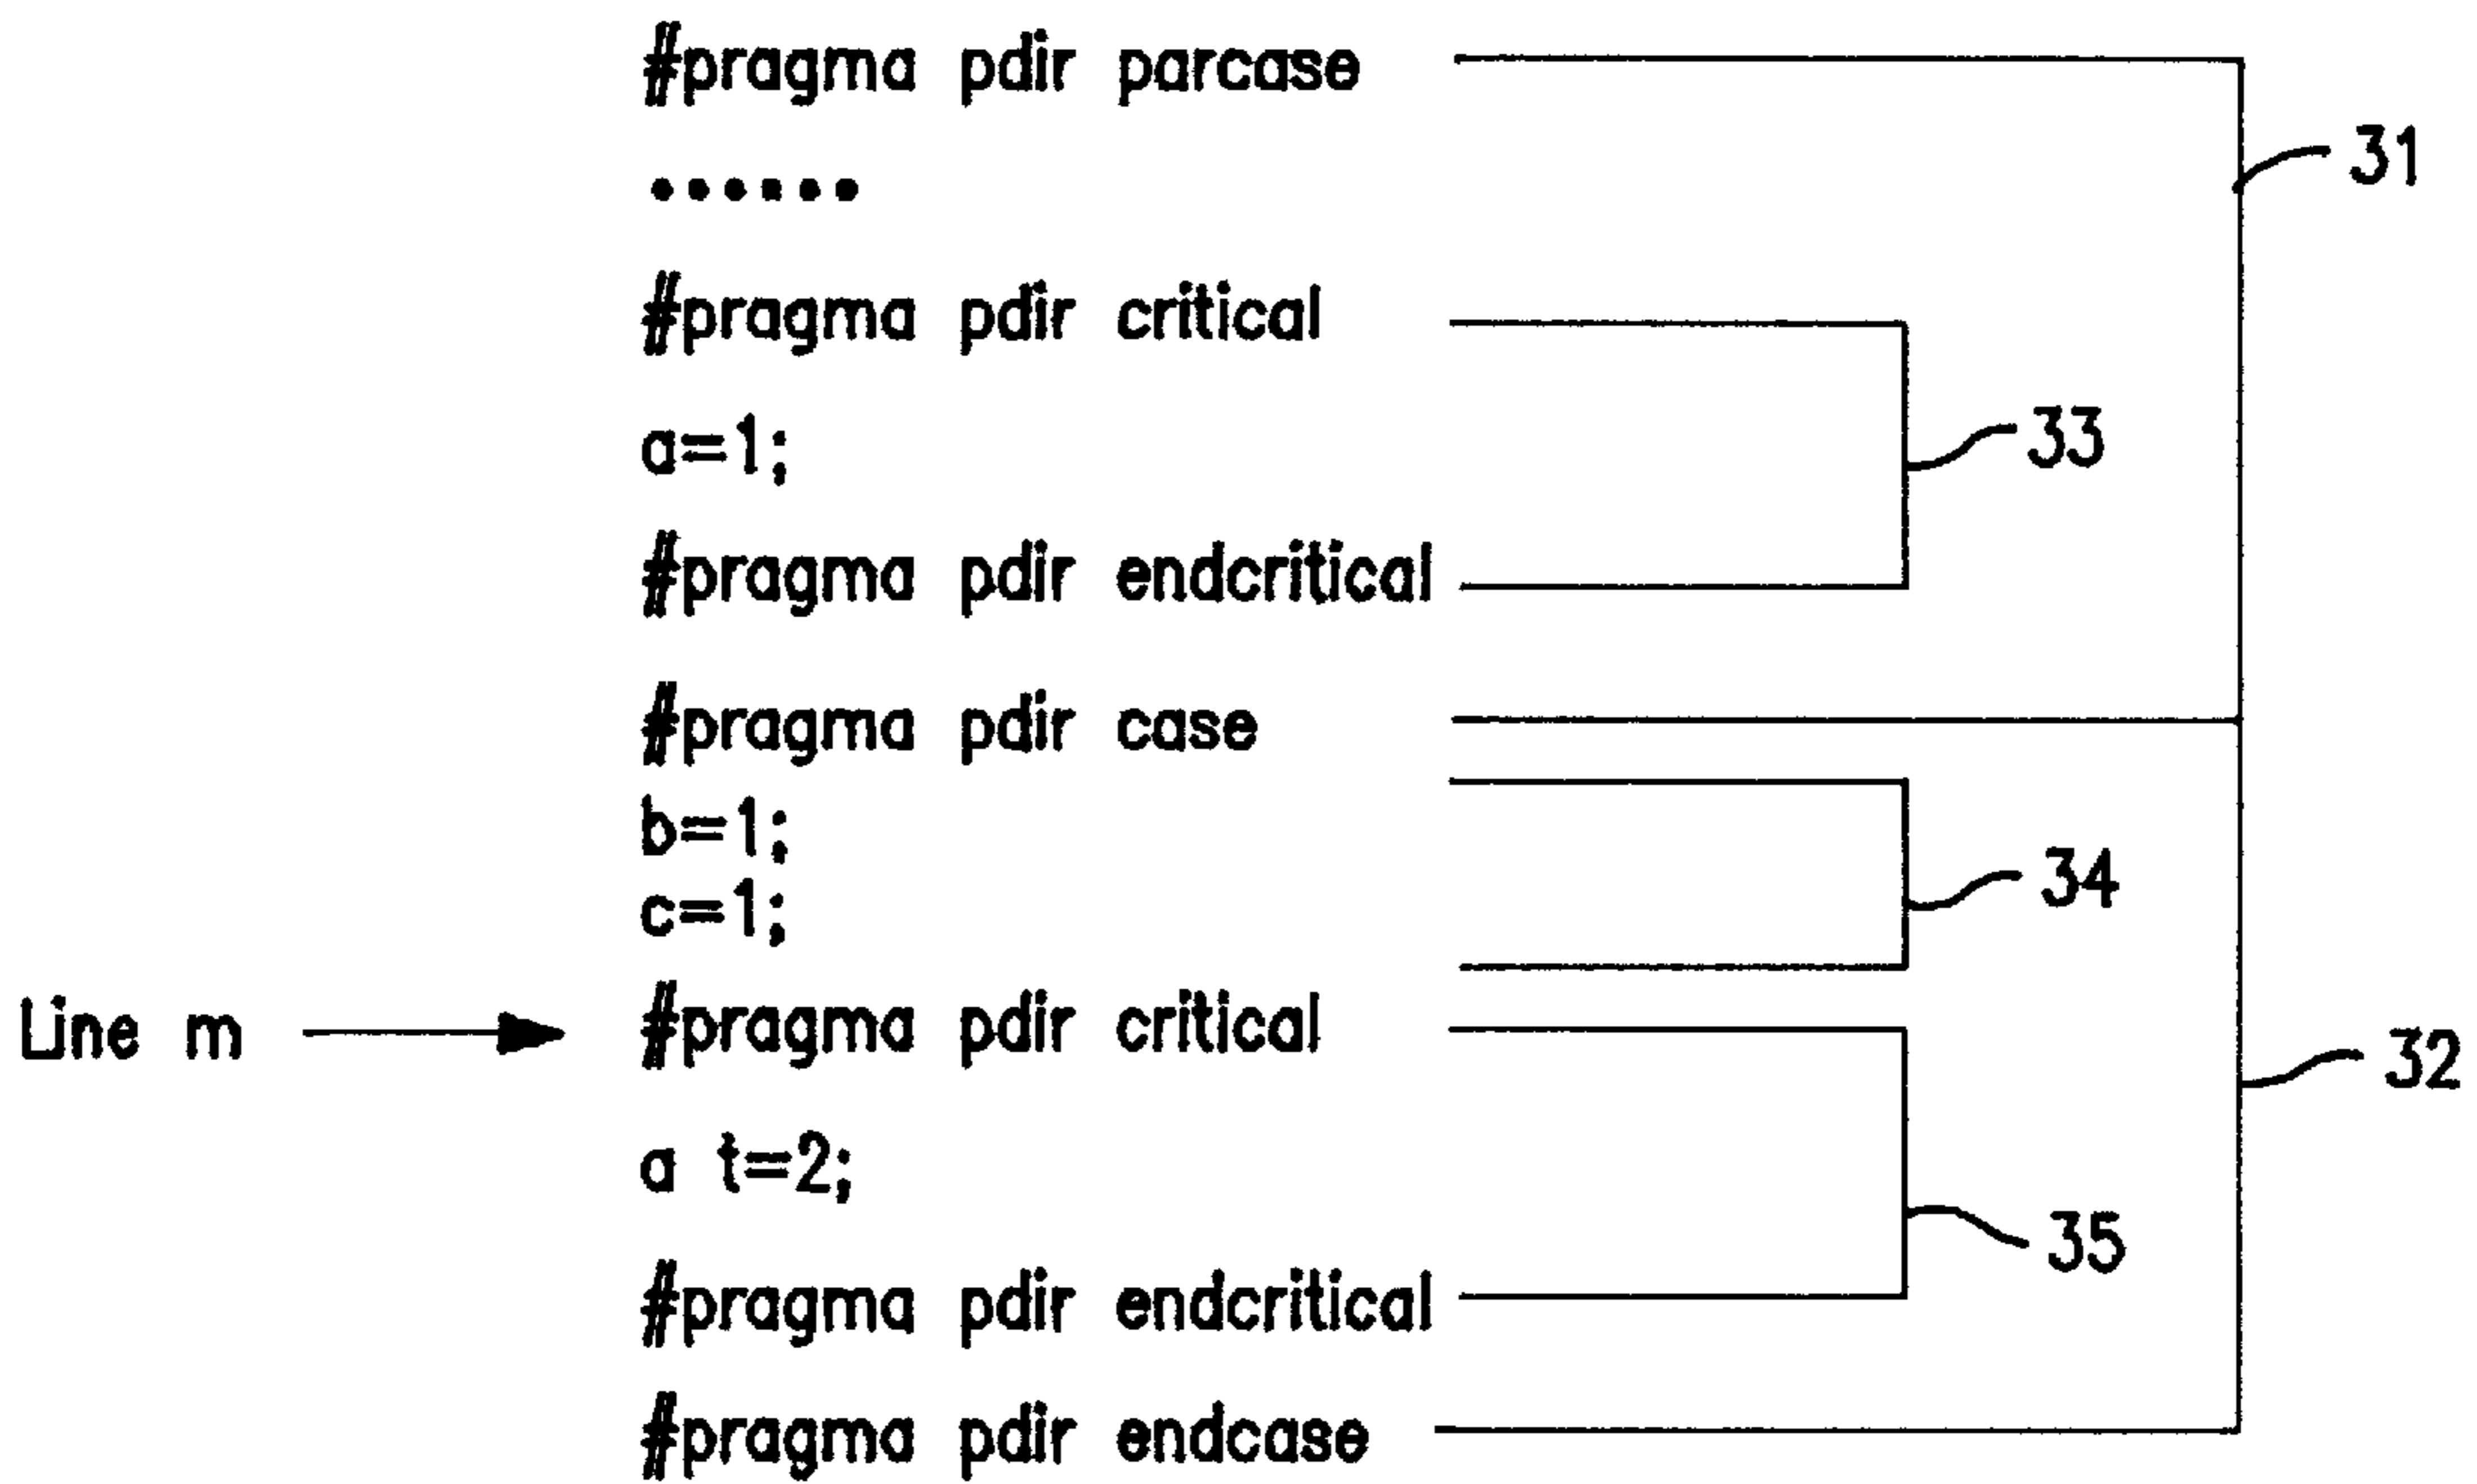 #pragma pdir parcase
31
••••••
#pragma pdir critical
a=1;
33
#pragma pdir endcritical
#pragma pdir case
b=1;
34
c=1;
Line m #pragma pdir critical
32
a t=2;
35
#pragma pdir endcritical
#pragma pdir endcase